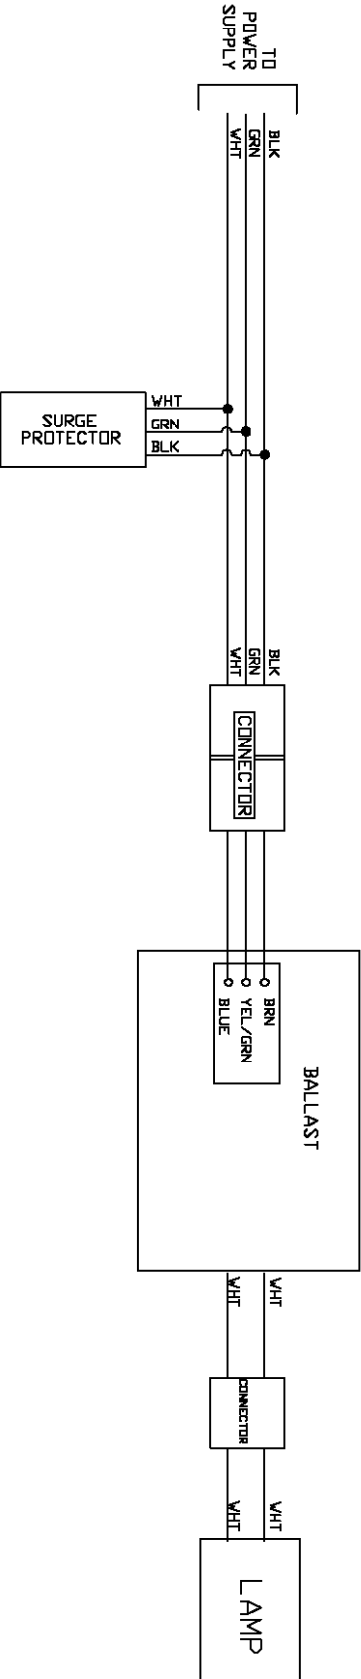 TO
POWER
SUPPLY
BLK
GRN
WHT
WHT
GRN
BLK
SURGE
PROTECTOR
BLK
GRN
WHT
CONNECTOR
BRN
YEL/GRN
BLUE
BALLAST
WHT
WHT
CONNECTOR
WHT
WHT
LAMP